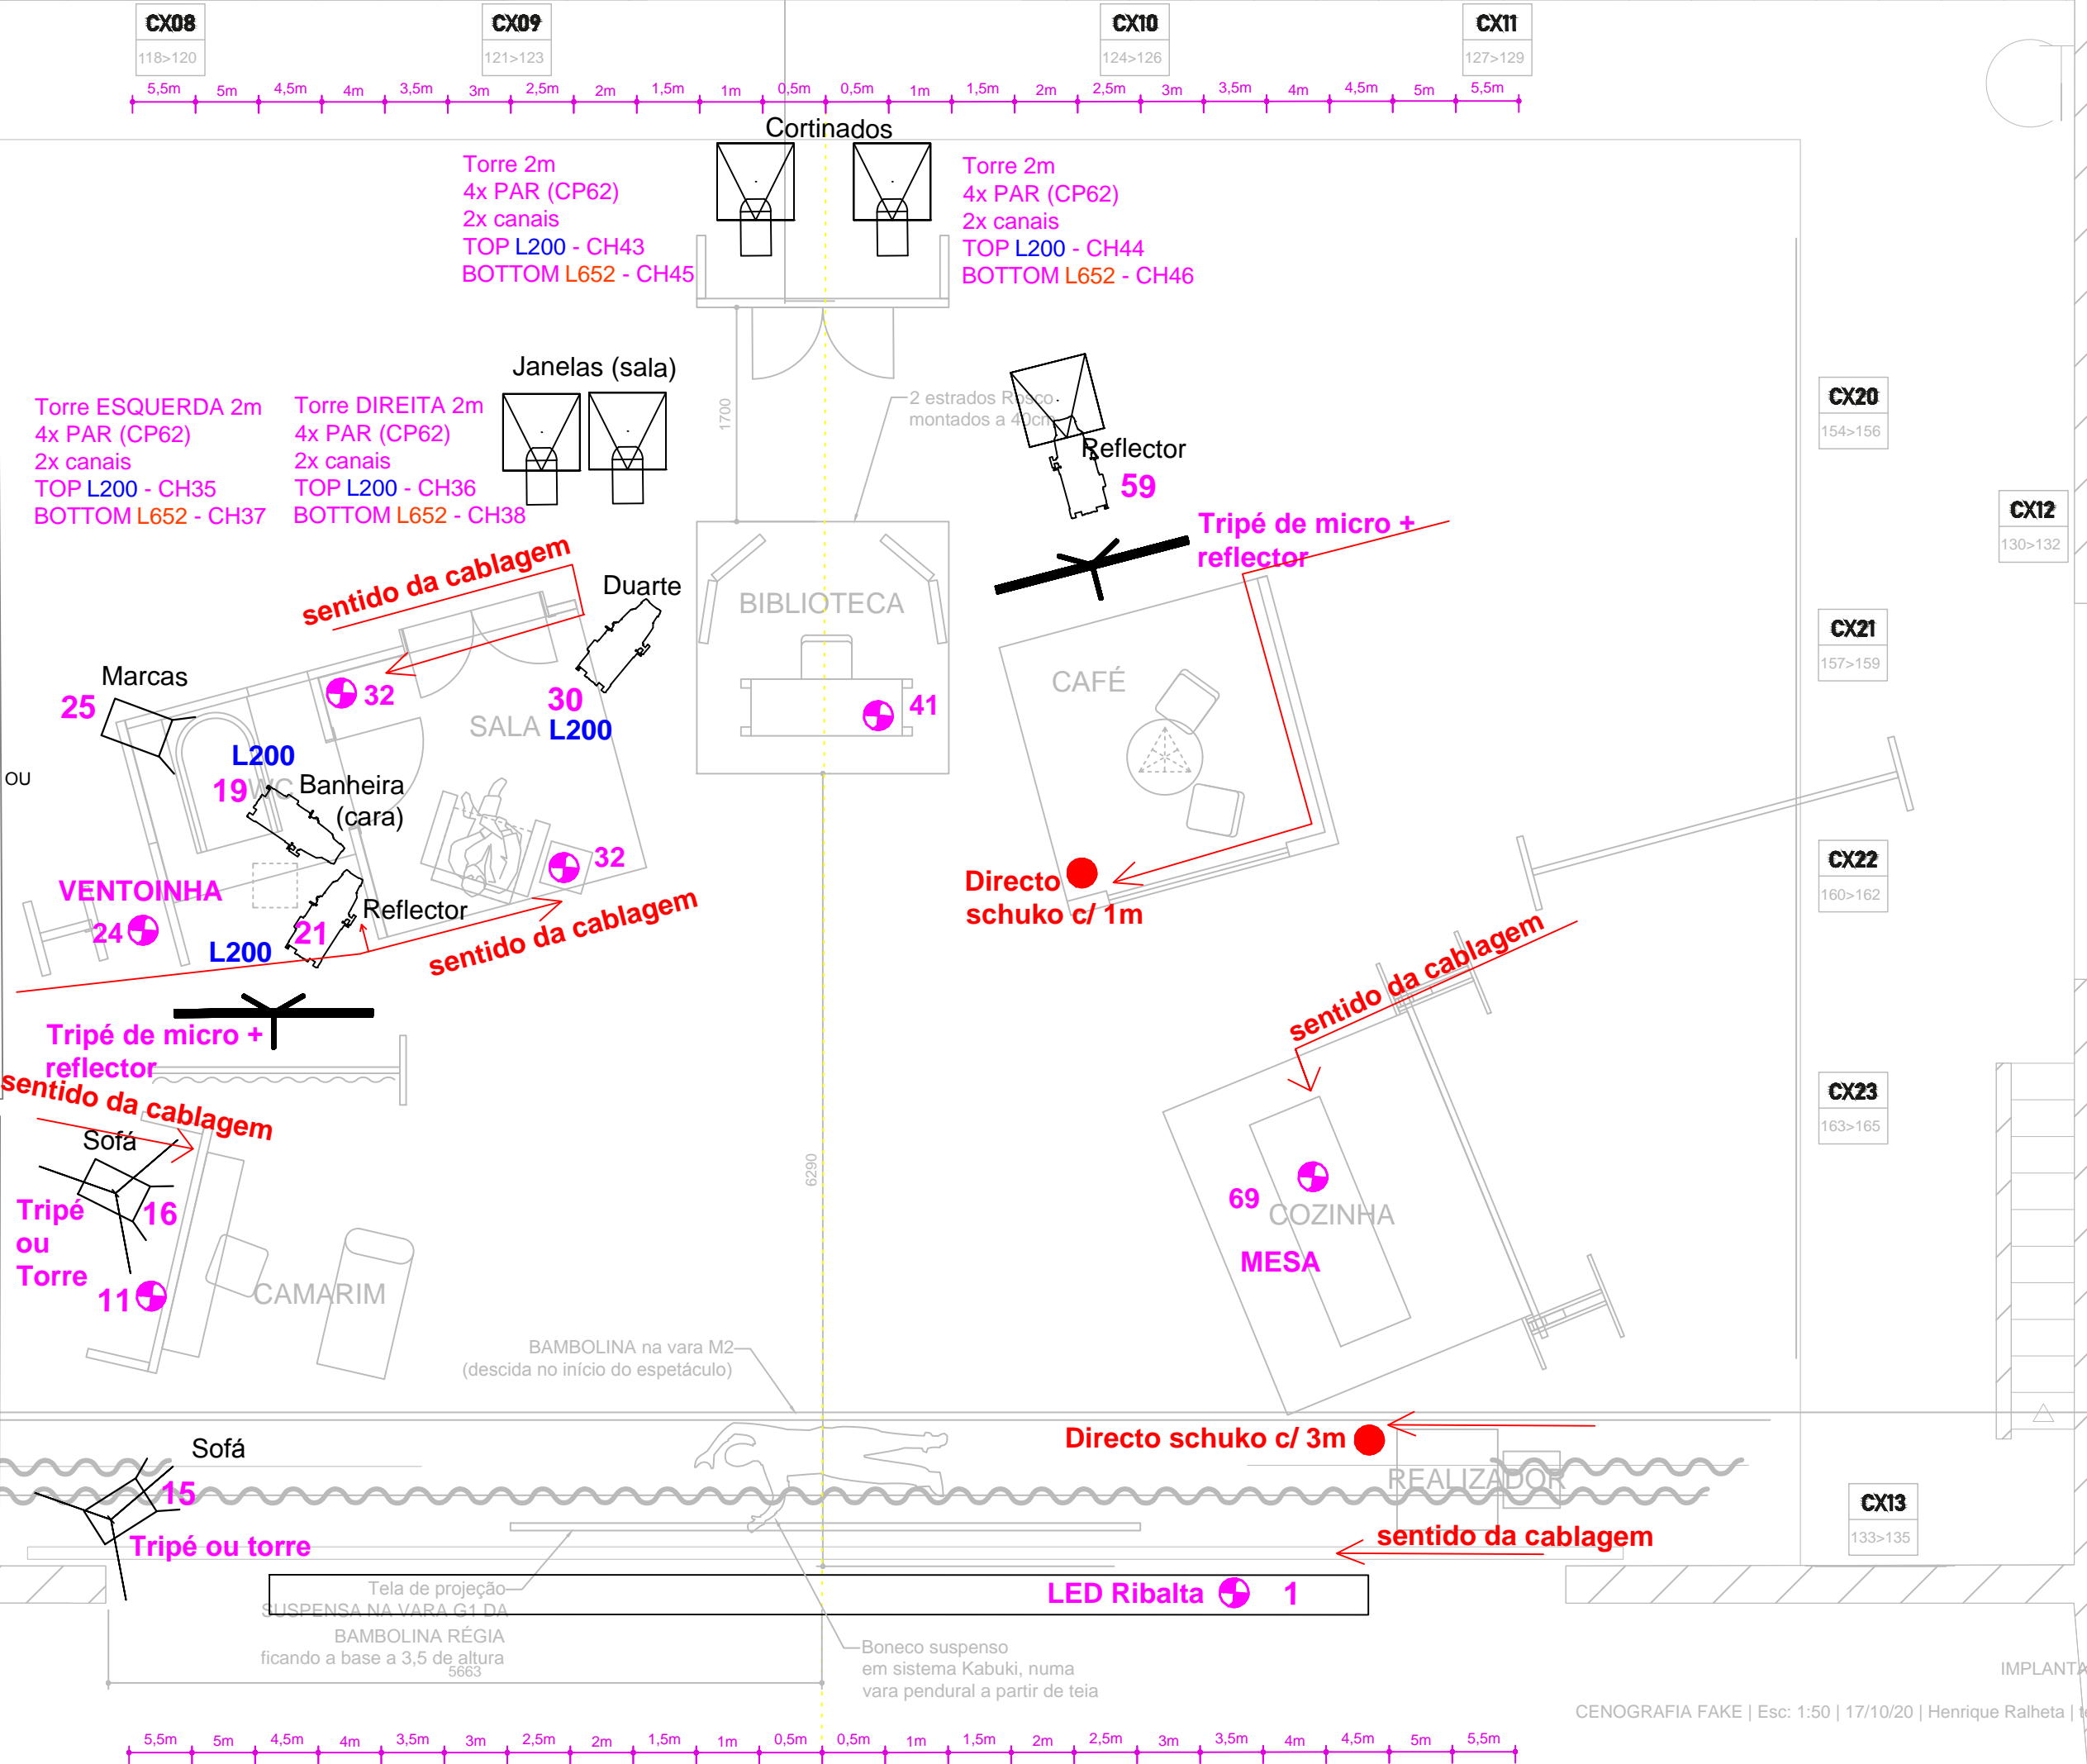 CX08
118>120
CX09
121>123
CX10
124>126
CX11
127>129
5,5m 5m 4,5m 4m 3,5m 3m 2,5m 2m 1,5m 1m 0,5m 0,5m 1m 1,5m 2m 2,5m 3m 3,5m 4m 4,5m 5m 5,5m
Cortinados
Torre 2m
4x PAR (CP62)
2x canais
TOP L200 - CH43
BOTTOM L652 - CH45
Torre 2m
4x PAR (CP62)
2x canais
TOP L200 - CH44
BOTTOM L652 - CH46
Janelas (sala)
Torre ESQUERDA 2m
4x PAR (CP62)
2x canais
TOP L200 - CH35
BOTTOM L652 - CH37
Torre DIREITA 2m
4x PAR (CP62)
2x canais
TOP L200 - CH36
BOTTOM L652 - CH38
1700
2 estrados Rosco
montados a 40cm
Reflector
59
CX20
154>156
CX12
130>132
Tripé de micro +
reflector
sentido da cablagem
Duarte
BIBLIOTECA
CX21
157>159
Marcas
25
32
30
L200
SALA
41
CAFÉ
L200
19
WC
Banheira
(cara)
OU
32
CX22
160>162
VENTOINHA
24
21
Reflector
L200
sentido da cablagem
Directo
schuko c/ 1m
sentido da cablagem
Tripé de micro +
reflector
sentido da cablagem
CX23
163>165
Sofá
16
Tripé
ou
Torre
11
CAMARIM
6290
69
COZINHA
MESA
BAMBOLINA na vara M2
(descida no início do espetáculo)
Directo schuko c/ 3m
Sofá
15
REALIZADOR
CX13
133>135
Tripé ou torre
sentido da cablagem
Tela de projeção
SUSPENSA NA VARA G1 DA
BAMBOLINA RÉGIA
ficando a base a 3,5 de altura
LED Ribalta
1
5663
Boneco suspenso
em sistema Kabuki, numa
vara pendural a partir de teia
IMPLANTA
CENOGRAFIA FAKE | Esc: 1:50 | 17/10/20 | Henrique Ralheta |
5,5m 5m 4,5m 4m 3,5m 3m 2,5m 2m 1,5m 1m 0,5m 0,5m 1m 1,5m 2m 2,5m 3m 3,5m 4m 4,5m 5m 5,5m